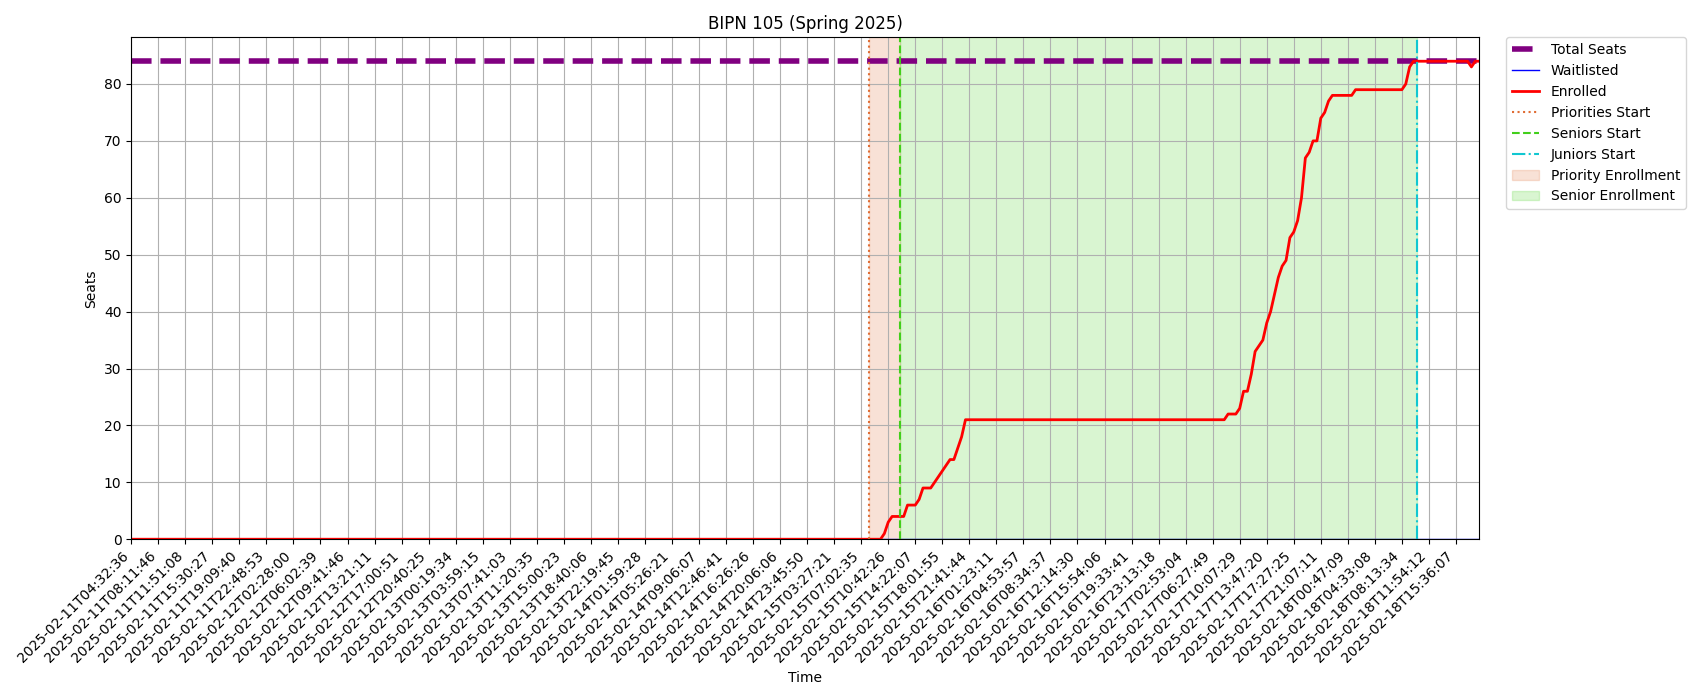 BIPN 105 (Spring 2025)
Total Seats
Waitlisted
Enrolled
Priorities Start
Seniors Start
Juniors Start
Priority Enrollment
Senior Enrollment
Seats
80
70
60
50
40
30
20
10
0
2025-02-11T04:32:36
2025-02-11T08:11:46
2025-02-11T11:51:08
2025-02-11T15:30:27
2025-02-11T19:09:40
2025-02-11T22:48:53
2025-02-12T02:28:00
2025-02-12T06:02:39
2025-02-12T09:41:46
2025-02-12T13:21:11
2025-02-12T17:00:51
2025-02-12T20:40:25
2025-02-13T00:19:34
2025-02-13T03:59:15
2025-02-13T07:41:03
2025-02-13T11:20:35
2025-02-13T15:00:23
2025-02-13T18:40:06
2025-02-13T22:19:45
2025-02-14T01:59:28
2025-02-14T05:26:21
2025-02-14T09:06:07
2025-02-14T12:46:41
2025-02-14T16:26:26
2025-02-14T20:06:06
2025-02-14T23:45:50
2025-02-15T03:27:21
2025-02-15T07:02:35
2025-02-15T10:42:26
2025-02-15T14:22:07
2025-02-15T18:01:55
2025-02-15T21:41:44
2025-02-16T01:23:11
2025-02-16T04:53:57
2025-02-16T08:34:37
2025-02-16T12:14:30
2025-02-16T15:54:06
2025-02-16T19:33:41
2025-02-16T23:13:18
2025-02-17T02:53:04
2025-02-17T06:27:49
2025-02-17T10:07:29
2025-02-17T13:47:20
2025-02-17T17:27:25
2025-02-17T21:07:11
2025-02-18T00:47:09
2025-02-18T04:33:08
2025-02-18T08:13:34
2025-02-18T11:54:12
2025-02-18T15:36:07
Time